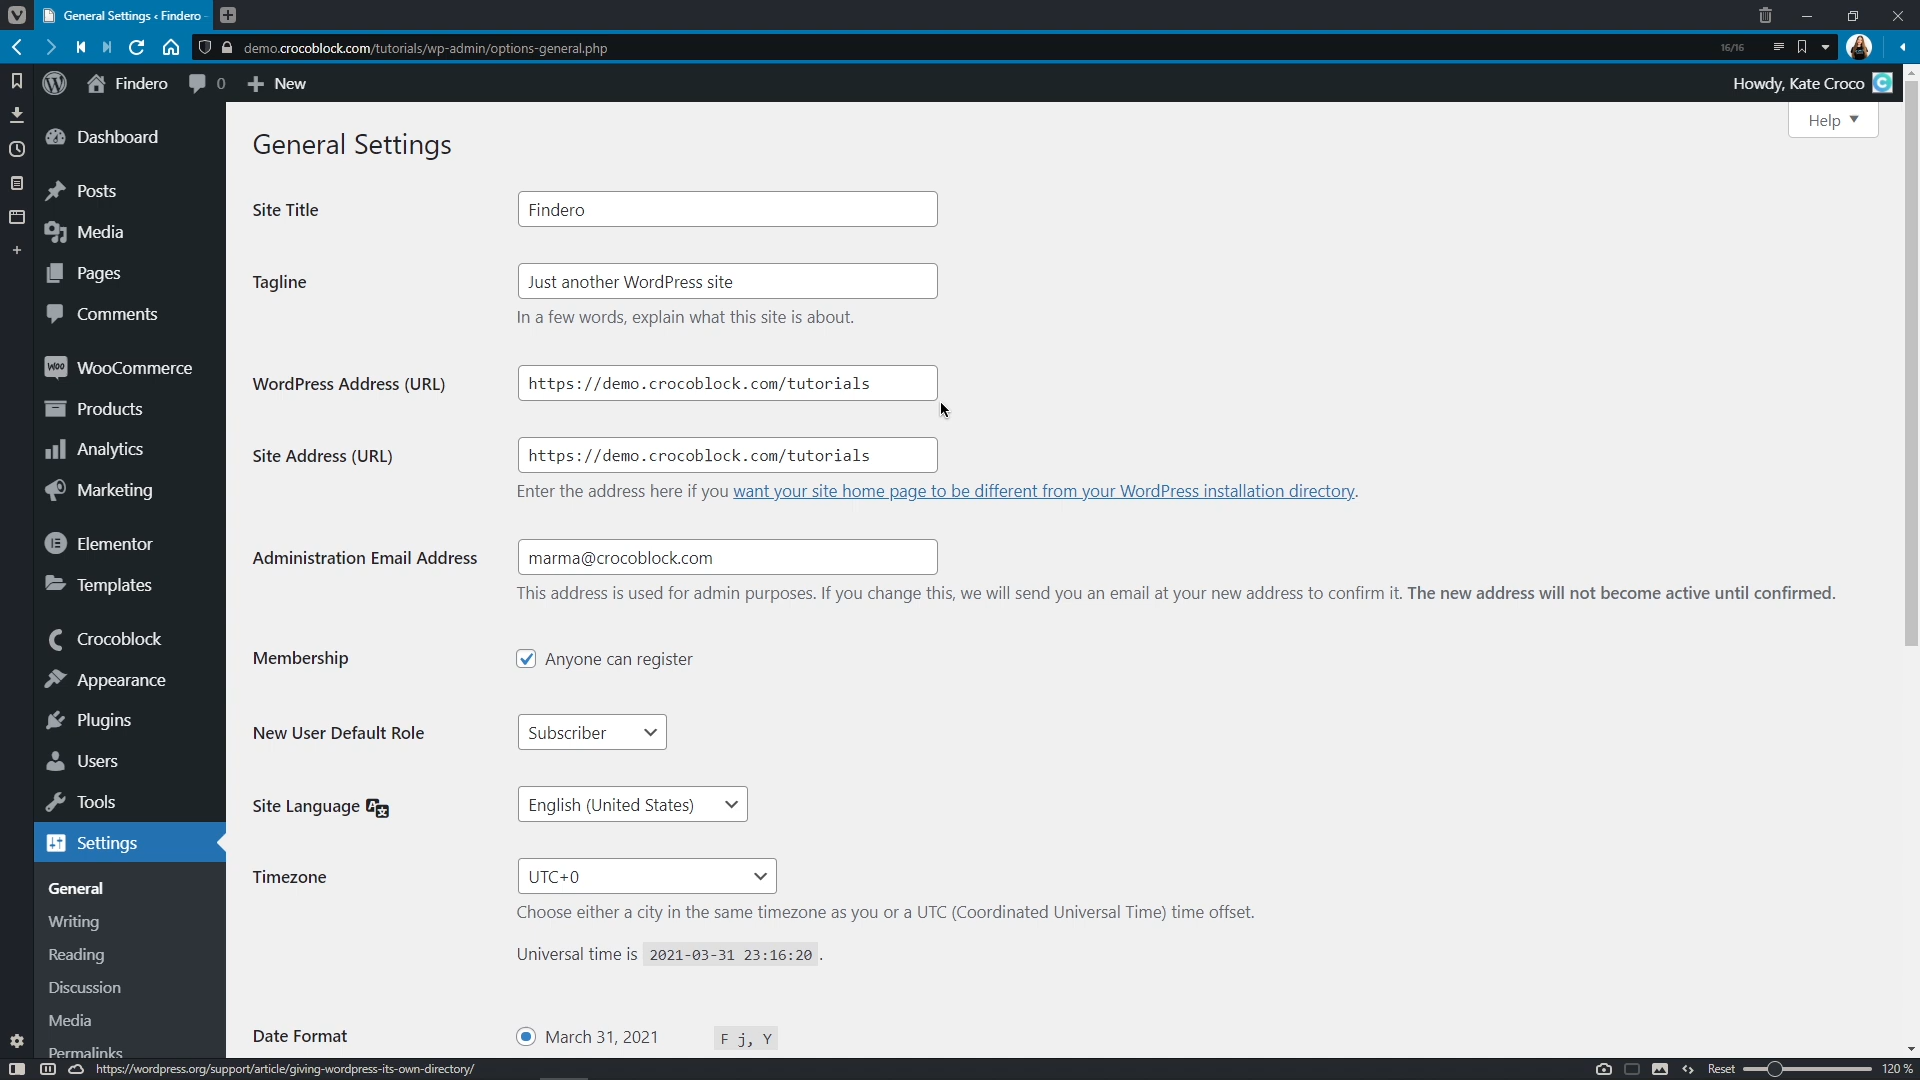 General Settings ‹ Findero
demo.crocoblock.com/tutorials/wp-admin/options-general.php
16/16
Findero
0
New
Howdy, Kate Croco
Dashboard
Posts
Media
Pages
Comments
WooCommerce
Products
Analytics
Marketing
Elementor
Templates
Crocoblock
Appearance
Plugins
Users
Tools
Settings
General
Writing
Reading
Discussion
Media
Permalinks
Help
General Settings
Site Title
Findero
Tagline
Just another WordPress site
In a few words, explain what this site is about.
WordPress Address (URL)
https://demo.crocoblock.com/tutorials
Site Address (URL)
https://demo.crocoblock.com/tutorials
Enter the address here if you want your site home page to be different from your WordPress installation directory.
Administration Email Address
marma@crocoblock.com
This address is used for admin purposes. If you change this, we will send you an email at your new address to confirm it. The new address will not become active until confirmed.
Membership
Anyone can register
New User Default Role
Subscriber
Site Language
English (United States)
Timezone
UTC+0
Choose either a city in the same timezone as you or a UTC (Coordinated Universal Time) time offset.
Universal time is 2021-03-31 23:16:20 .
Date Format
March 31, 2021
F j, Y
https://wordpress.org/support/article/giving-wordpress-its-own-directory/
Reset
120 %